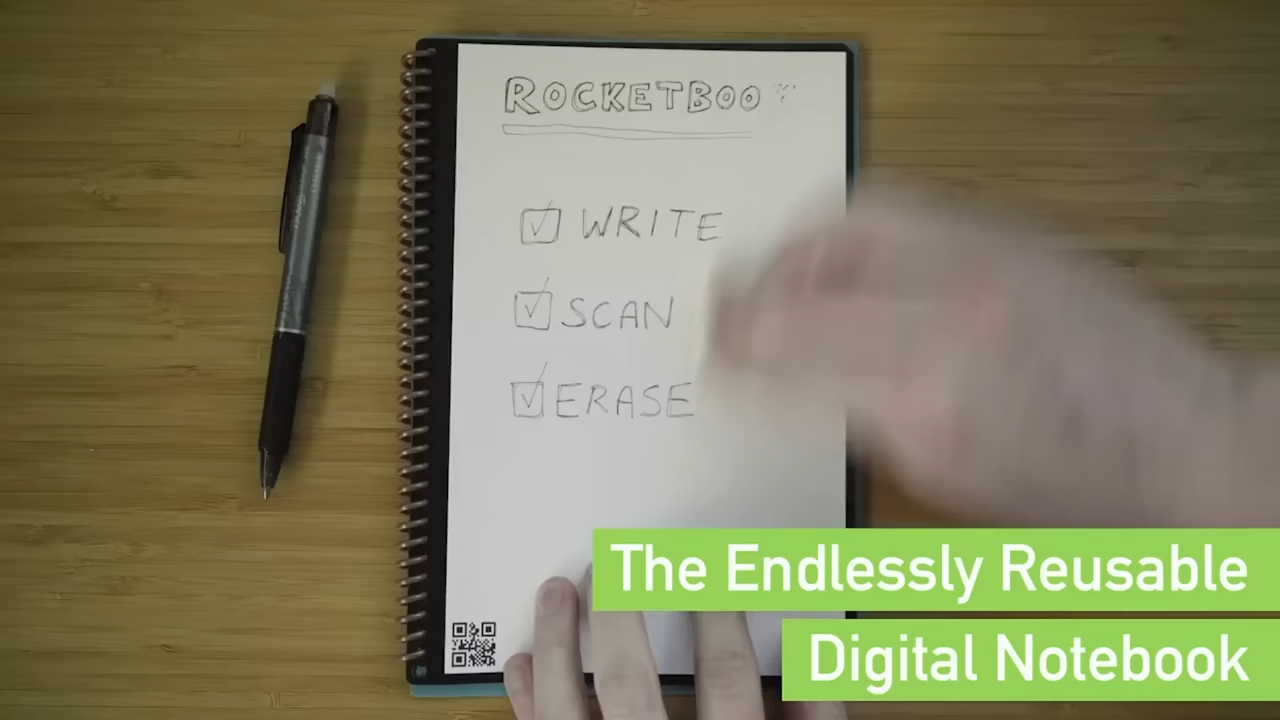 ROCKETBOO
WRITE
SCAN
ERASE
The Endlessly Reusable
Digital Notebook